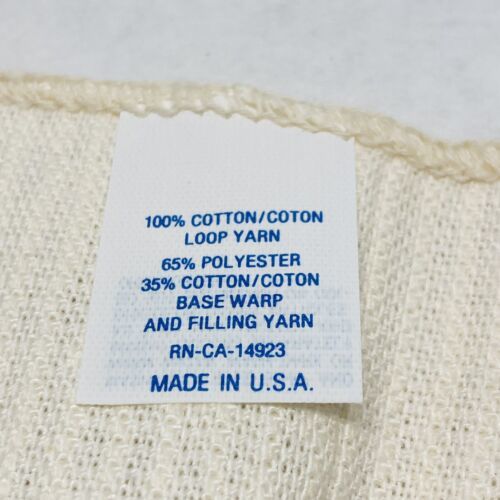 100% COTTON/COTON
LOOP YARN
65% POLYESTER
35% COTTON/COTON
BASE WARP
AND FILLING YARN
RN-CA-14923
MADE IN U.S.A.